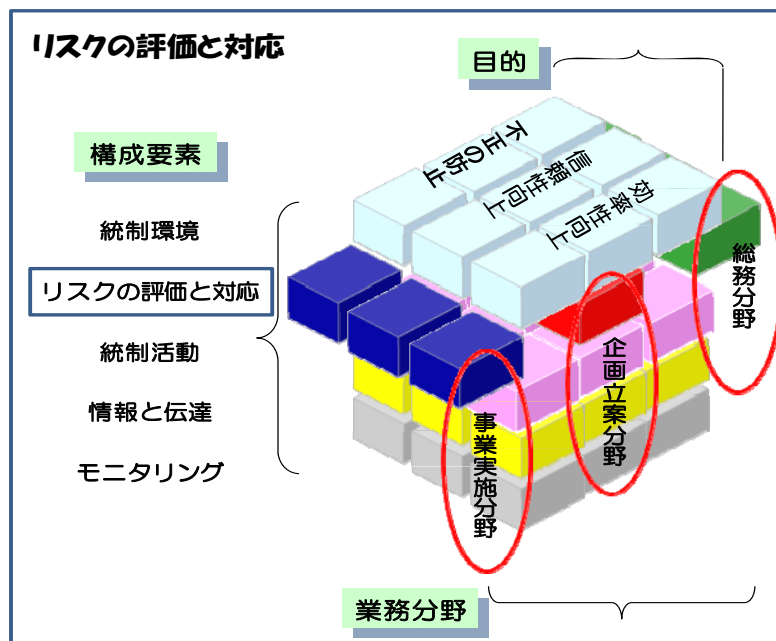 リスクの評価と対応
目的
構成要素
不正の防止
信頼性向上
効率性向上
統制環境
リスクの評価と対応
統制活動
情報と伝達
モニタリング
総務分野
企画立案分野
事業実施分野
業務分野